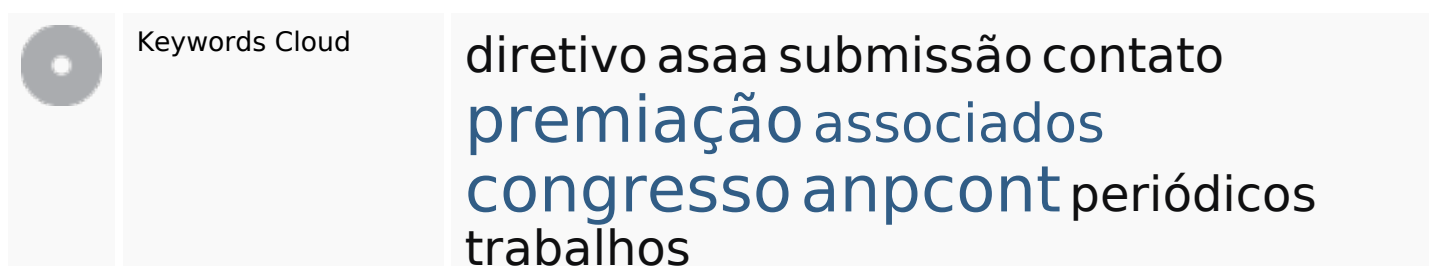 Keywords Cloud
diretivo asaa submissão contato
premiação associados
congresso anpcont periódicos
trabalhos